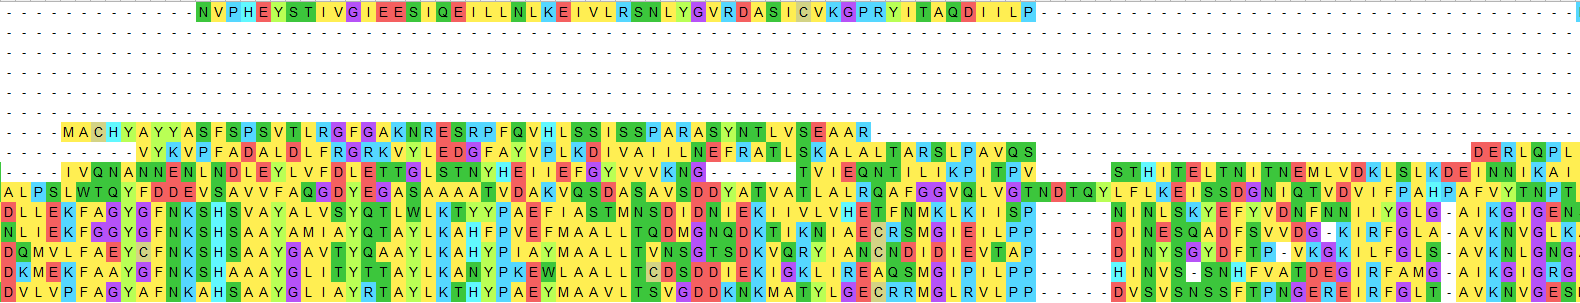 -------------NVPHEYSTIVGIEESIQEILLNLKEIVLRSNLYGVRDASICVKGPRYITAQDIILP------------------------------------
---------------------------------------------------------------------------------------------------------
---------------------------------------------------------------------------------------------------------
---------------------------------------------------------------------------------------------------------
---------------------------------------------------------------------------------------------------------
---------------------------------------------------------------------------------------------------------
----MACHYAYYASFSPSVTLRGFGAKNRESRPFQVHLSSISSPARASYNTLVSEAAR-----------------------------------------------
---------VYKVPFADALDLFRGRKVYLEDGFAYVPLKDIVAIILNEFRATLSKALALTARSLPAVQS-----------------------------DERLQPL
----IVQNANNENLNDLEYLVFDLETTGLSTNYHEIIEFGYVVVKNG------TVIEQNTILIKPITPV-----STHITELTNITNEMLVDKLSLKDEINNIKAI
ALPSLWTQYFDDEVSAVVFAQGDYEGASAAAATVDAKVQSDASAVSDDYATVATLALRQAFGGVQLVGTNDTQYLFLKEISSDGNIQTVDVIFPAHPAFVYTNPT
DLLEKFAGYGFNKSHSVAYALVSYQTLWLKTYYPAEFIASTMNSDIDNIEKIIVLVHETFNMKLKIISP-----NINLSKYEFYVDNFNNIIYGLG-AIKGIGEN
NLIEKFGGYGFNKSHSAAYAMIAYQTAYLKAHFPVEFMAALLTQDMGNQDKTIKNIAECRSMGIEILPP-----DINESQADFSVVDG-KIRFGLA-AVKNVGLK
DQMVLFAEYCFNKSHSAAYGAVTYQAAYLKAHYPIAYMAALLTVNSGTSDKVQRYIANCNDIDIEVTAP-----DINYSGYDFTP-VKGKILFGLS-AVKNLGNG
DKMEKFAAYGFNKSHAAAYGLITYTTAYLKANYPKEWLAALLTCDSDDIEKIGKLIREAQSMGIPILPP-----HINVS-SNHFVATDEGIRFAMG-AIKGIGRG
DVLVPFAGYAFNKAHSAAYGLIAYRTAYLKTHYPAEYMAAVLTSVGDDKNKMATYLGECRRMGLRVLPP-----DVSVSNSSFTPNGEREIRFGLT-AVKNVGES